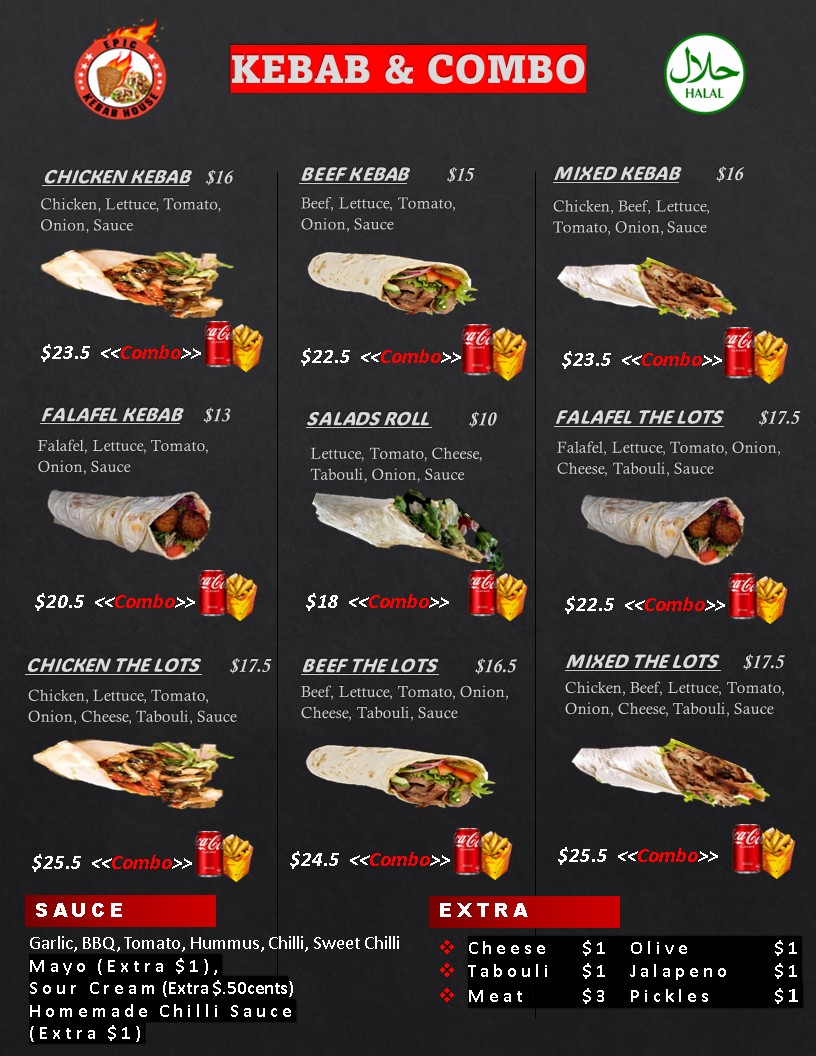 EPIC
KEBAB HOUSE
KEBAB & COMBO
حلال
HALAL
CHICKEN KEBAB $16
Chicken, Lettuce, Tomato,
Onion, Sauce
$23.5 <<Combo>>
BEEF KEBAB $15
Beef, Lettuce, Tomato,
Onion, Sauce
$22.5 <<Combo>>
MIXED KEBAB $16
Chicken, Beef, Lettuce,
Tomato, Onion, Sauce
$23.5 <<Combo>>
FALAFEL KEBAB $13
Falafel, Lettuce, Tomato,
Onion, Sauce
$20.5 <<Combo>>
SALADS ROLL $10
Lettuce, Tomato, Cheese,
Tabouli, Onion, Sauce
$18 <<Combo>>
FALAFEL THE LOTS $17.5
Falafel, Lettuce, Tomato, Onion,
Cheese, Tabouli, Sauce
$22.5 <<Combo>>
CHICKEN THE LOTS $17.5
Chicken, Lettuce, Tomato,
Onion, Cheese, Tabouli, Sauce
$25.5 <<Combo>>
BEEF THE LOTS $16.5
Beef, Lettuce, Tomato, Onion,
Cheese, Tabouli, Sauce
$24.5 <<Combo>>
MIXED THE LOTS $17.5
Chicken, Beef, Lettuce, Tomato,
Onion, Cheese, Tabouli, Sauce
$25.5 <<Combo>>
SAUCE
Garlic, BBQ, Tomato, Hummus, Chilli, Sweet Chilli
Mayo (Extra $1),
Sour Cream (Extra $.50cents)
Homemade Chilli Sauce
(Extra $1)
EXTRA
Cheese $1 Olive $1
Tabouli $1 Jalapeno $1
Meat $3 Pickles $1